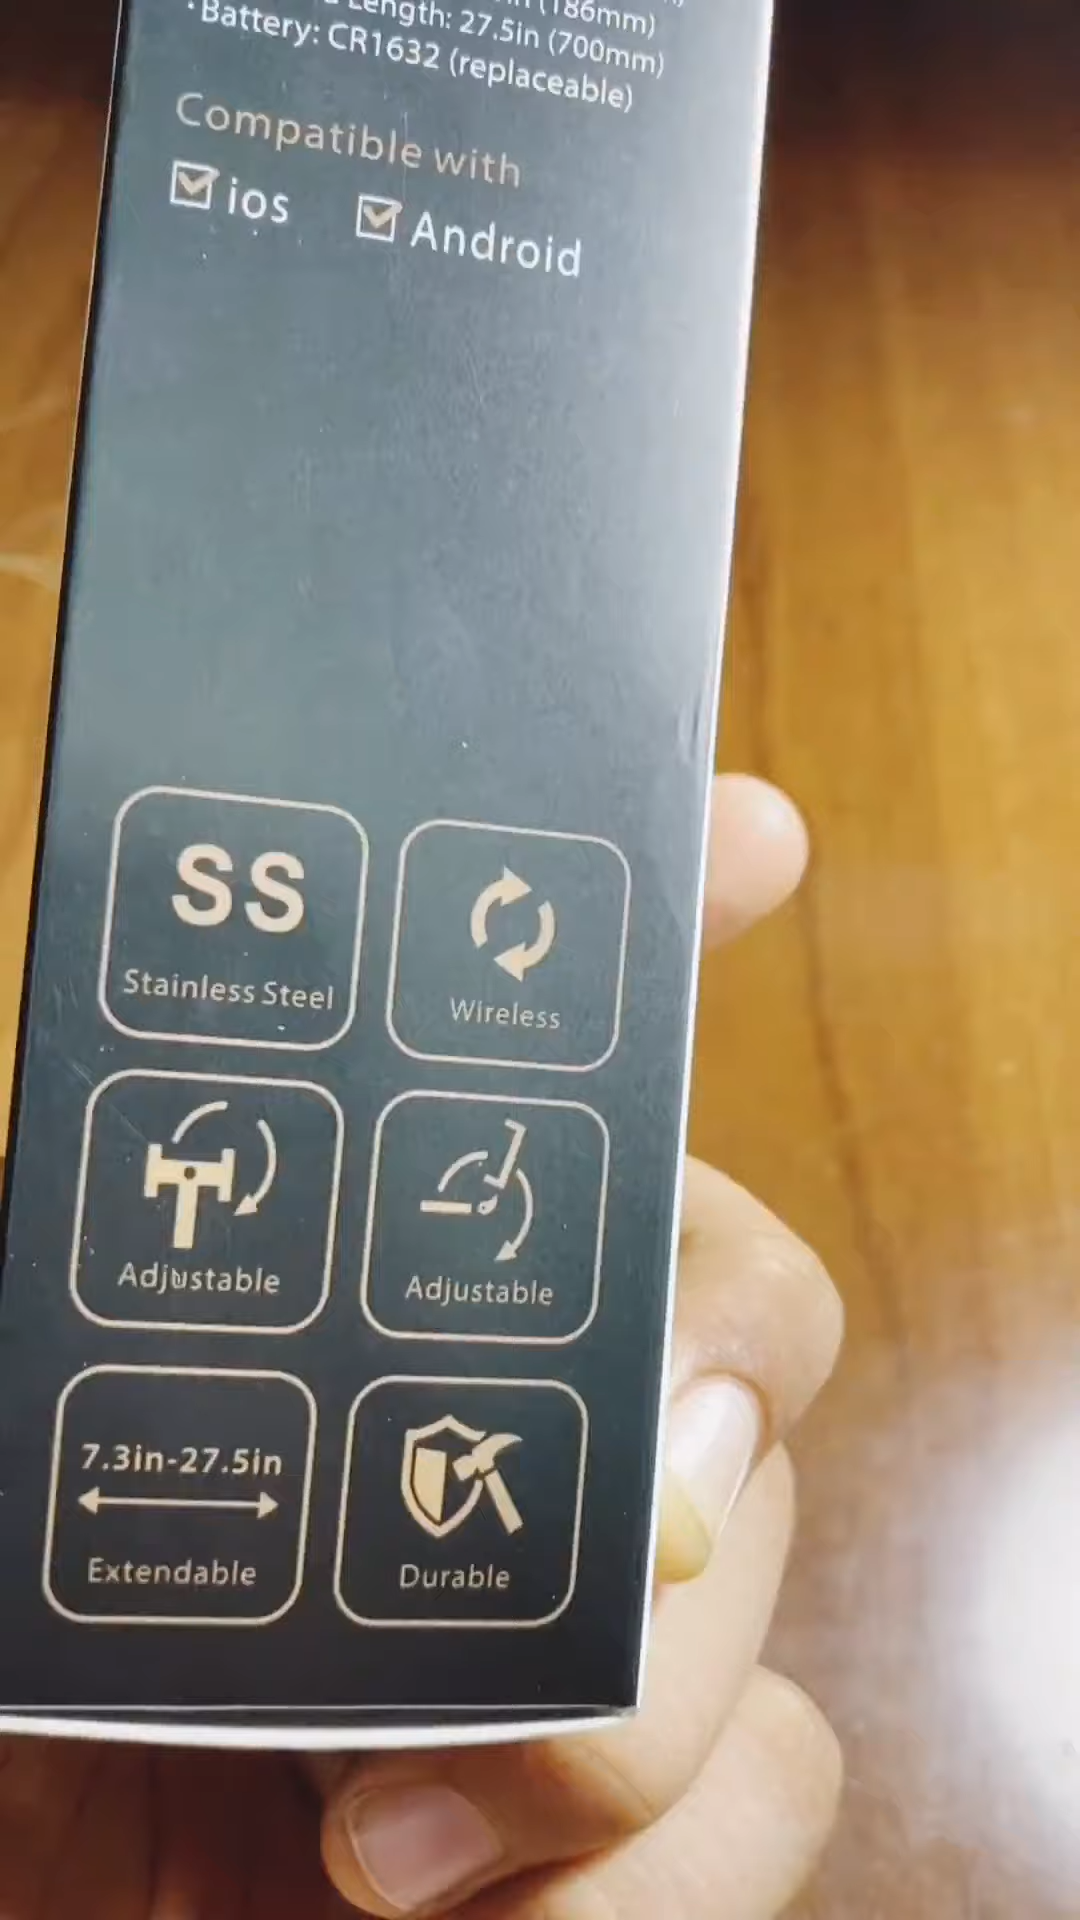 (186mm)
Length: 27.5in (700mm)
·Battery: CR1632 (replaceable)
Compatible with
ios Android
SS
Stainless Steel
Wireless
Adjustable
Adjustable
7.3in-27.5in
Extendable
Durable